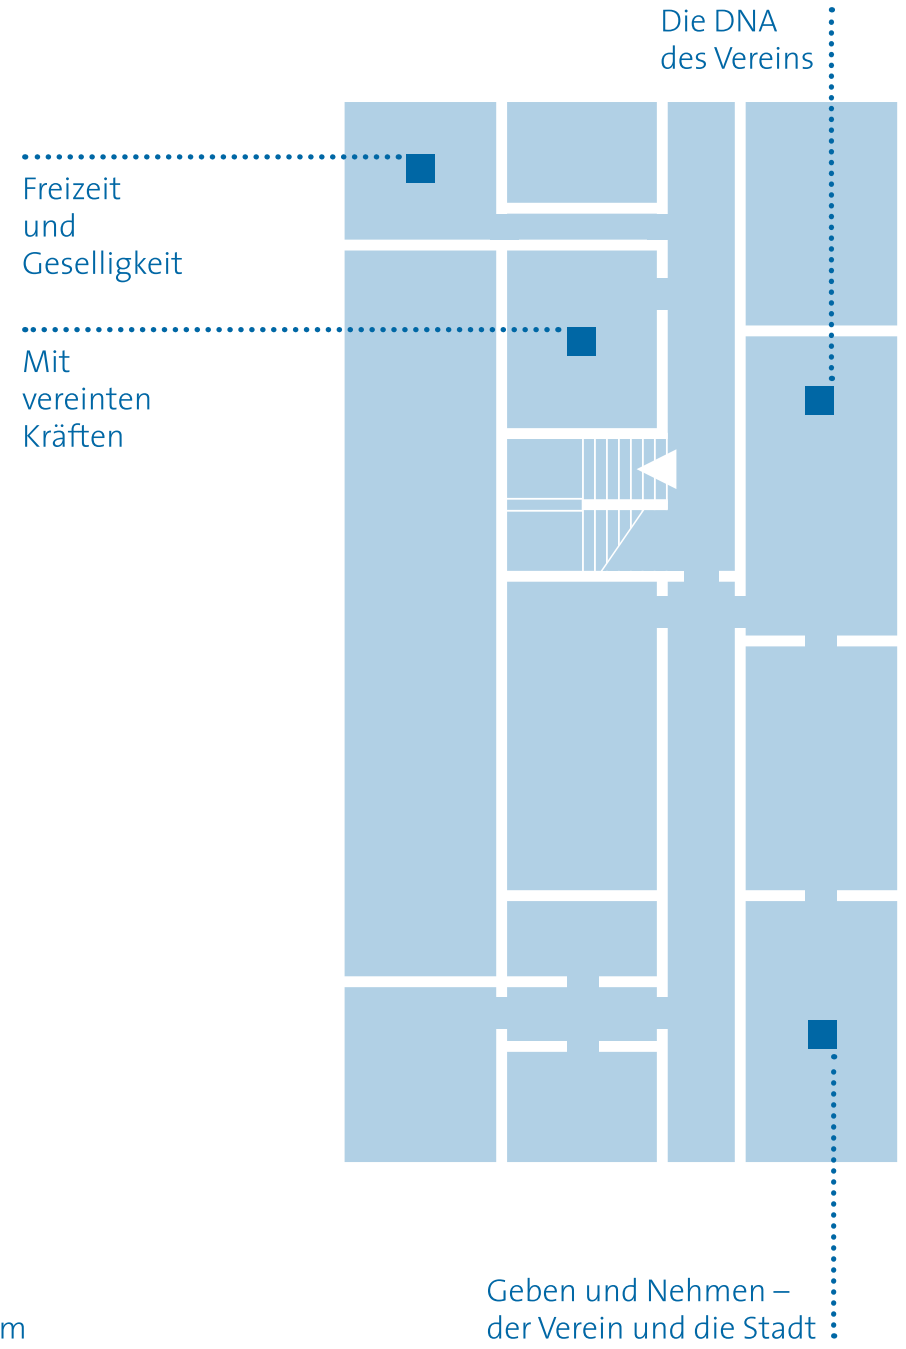 Die DNA
des Vereins
Freizeit
und
Geselligkeit
Mit
vereinten
Kräften
Geben und Nehmen –
der Verein und die Stadt
m